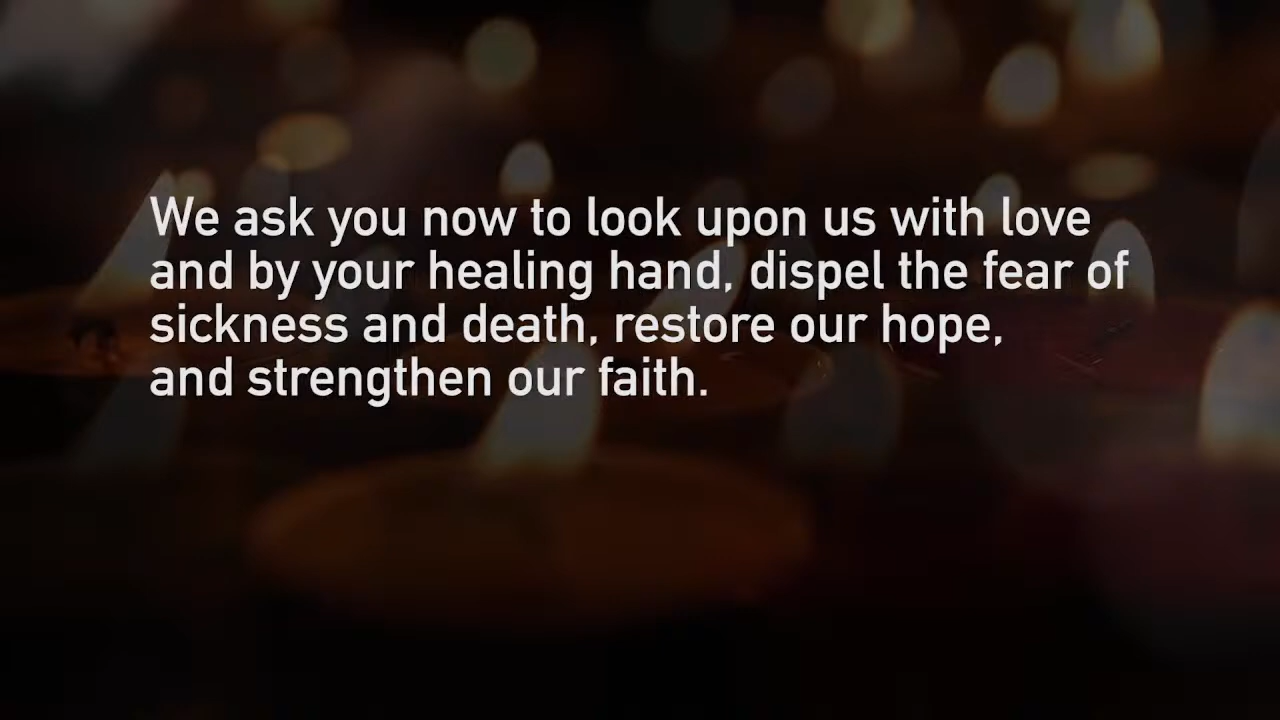 We ask you now to look upon us with love
and by your healing hand, dispel the fear of
sickness and death, restore our hope,
and strengthen our faith.